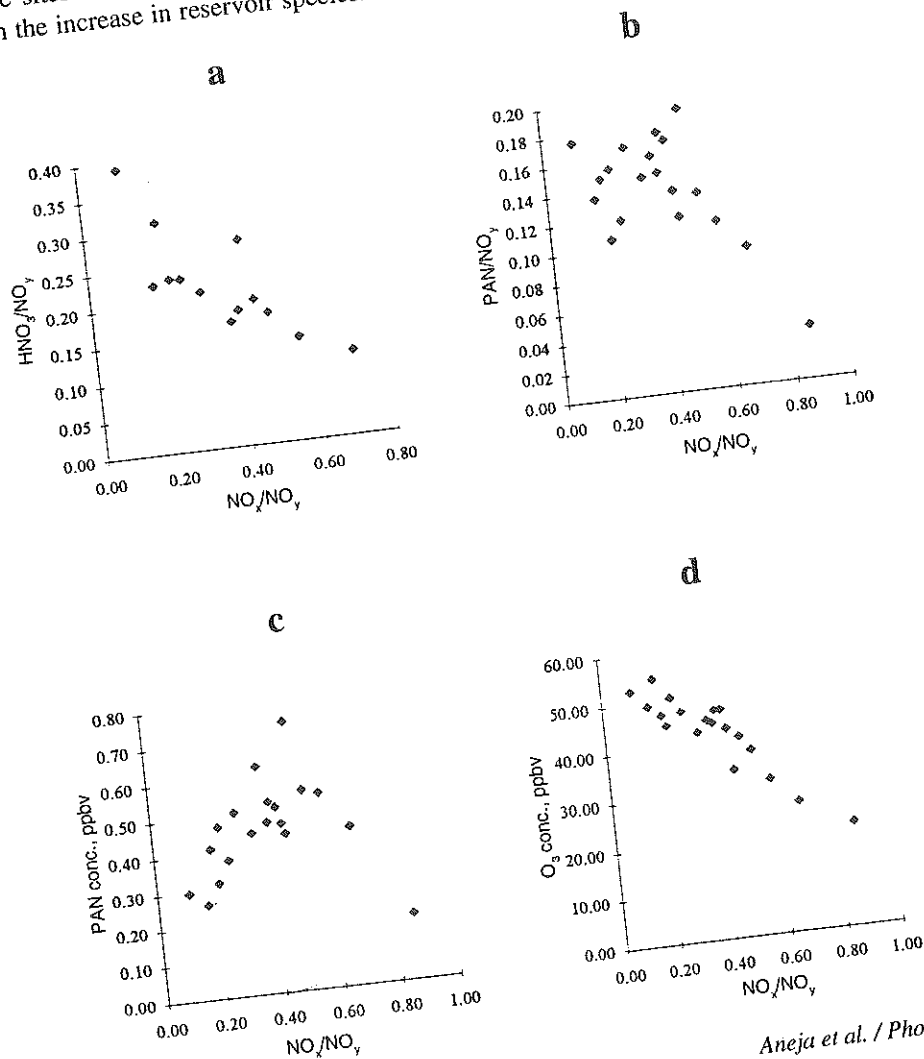 n the increase in reservoir species
a
0.40
0.35
0.30
0.25
0.20
0.15
0.10
0.05
0.00
HNO₃/NOy
0.00 0.20 0.40 0.60 0.80
NOx/NOy
b
0.20
0.18
0.16
0.14
0.12
0.10
0.08
0.06
0.04
0.02
0.00
PAN/NOy
0.00 0.20 0.40 0.60 0.80 1.00
NOx/NOy
c
0.80
0.70
0.60
0.50
0.40
0.30
0.20
0.10
0.00
PAN conc., ppbv
0.00 0.20 0.40 0.60 0.80 1.00
NOx/NOy
d
60.00
50.00
40.00
30.00
20.00
10.00
0.00
O₃ conc., ppbv
0.00 0.20 0.40 0.60 0.80 1.00
NOx/NOy
Aneja et al. / Pho